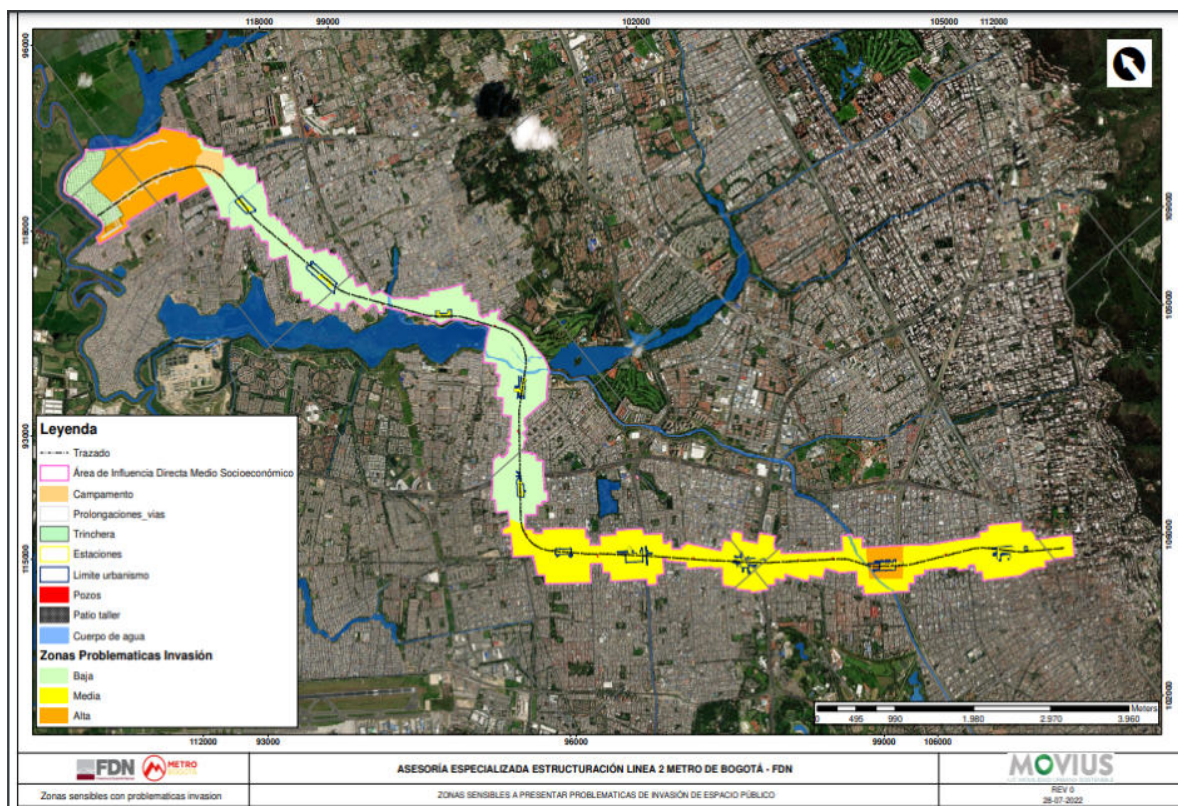 118000 99000 102000 105000 112000
96000
118000
93000
115000
109000
105000
106000
102000
Leyenda
Trazado
Área de Influencia Directa Medio Socioeconómico
Campamento
Prolongaciones_vias
Trinchera
Estaciones
Limite urbanismo
Pozos
Patio taller
Cuerpo de agua
Zonas Problematicas Invasión
Baja
Media
Alta
Meters
0 495 990 1.980 2.970 3.960
112000 93000 96000 99000 106000
FDN METRO
BOGOTÁ
ASESORÍA ESPECIALIZADA ESTRUCTURACIÓN LINEA 2 METRO DE BOGOTÁ - FDN
MOVIUS
Zonas sensibles con problematicas invasion
ZONAS SENSIBLES A PRESENTAR PROBLEMATICAS DE INVASIÓN DE ESPACIO PÚBLICO
REV 0
28-07-2022